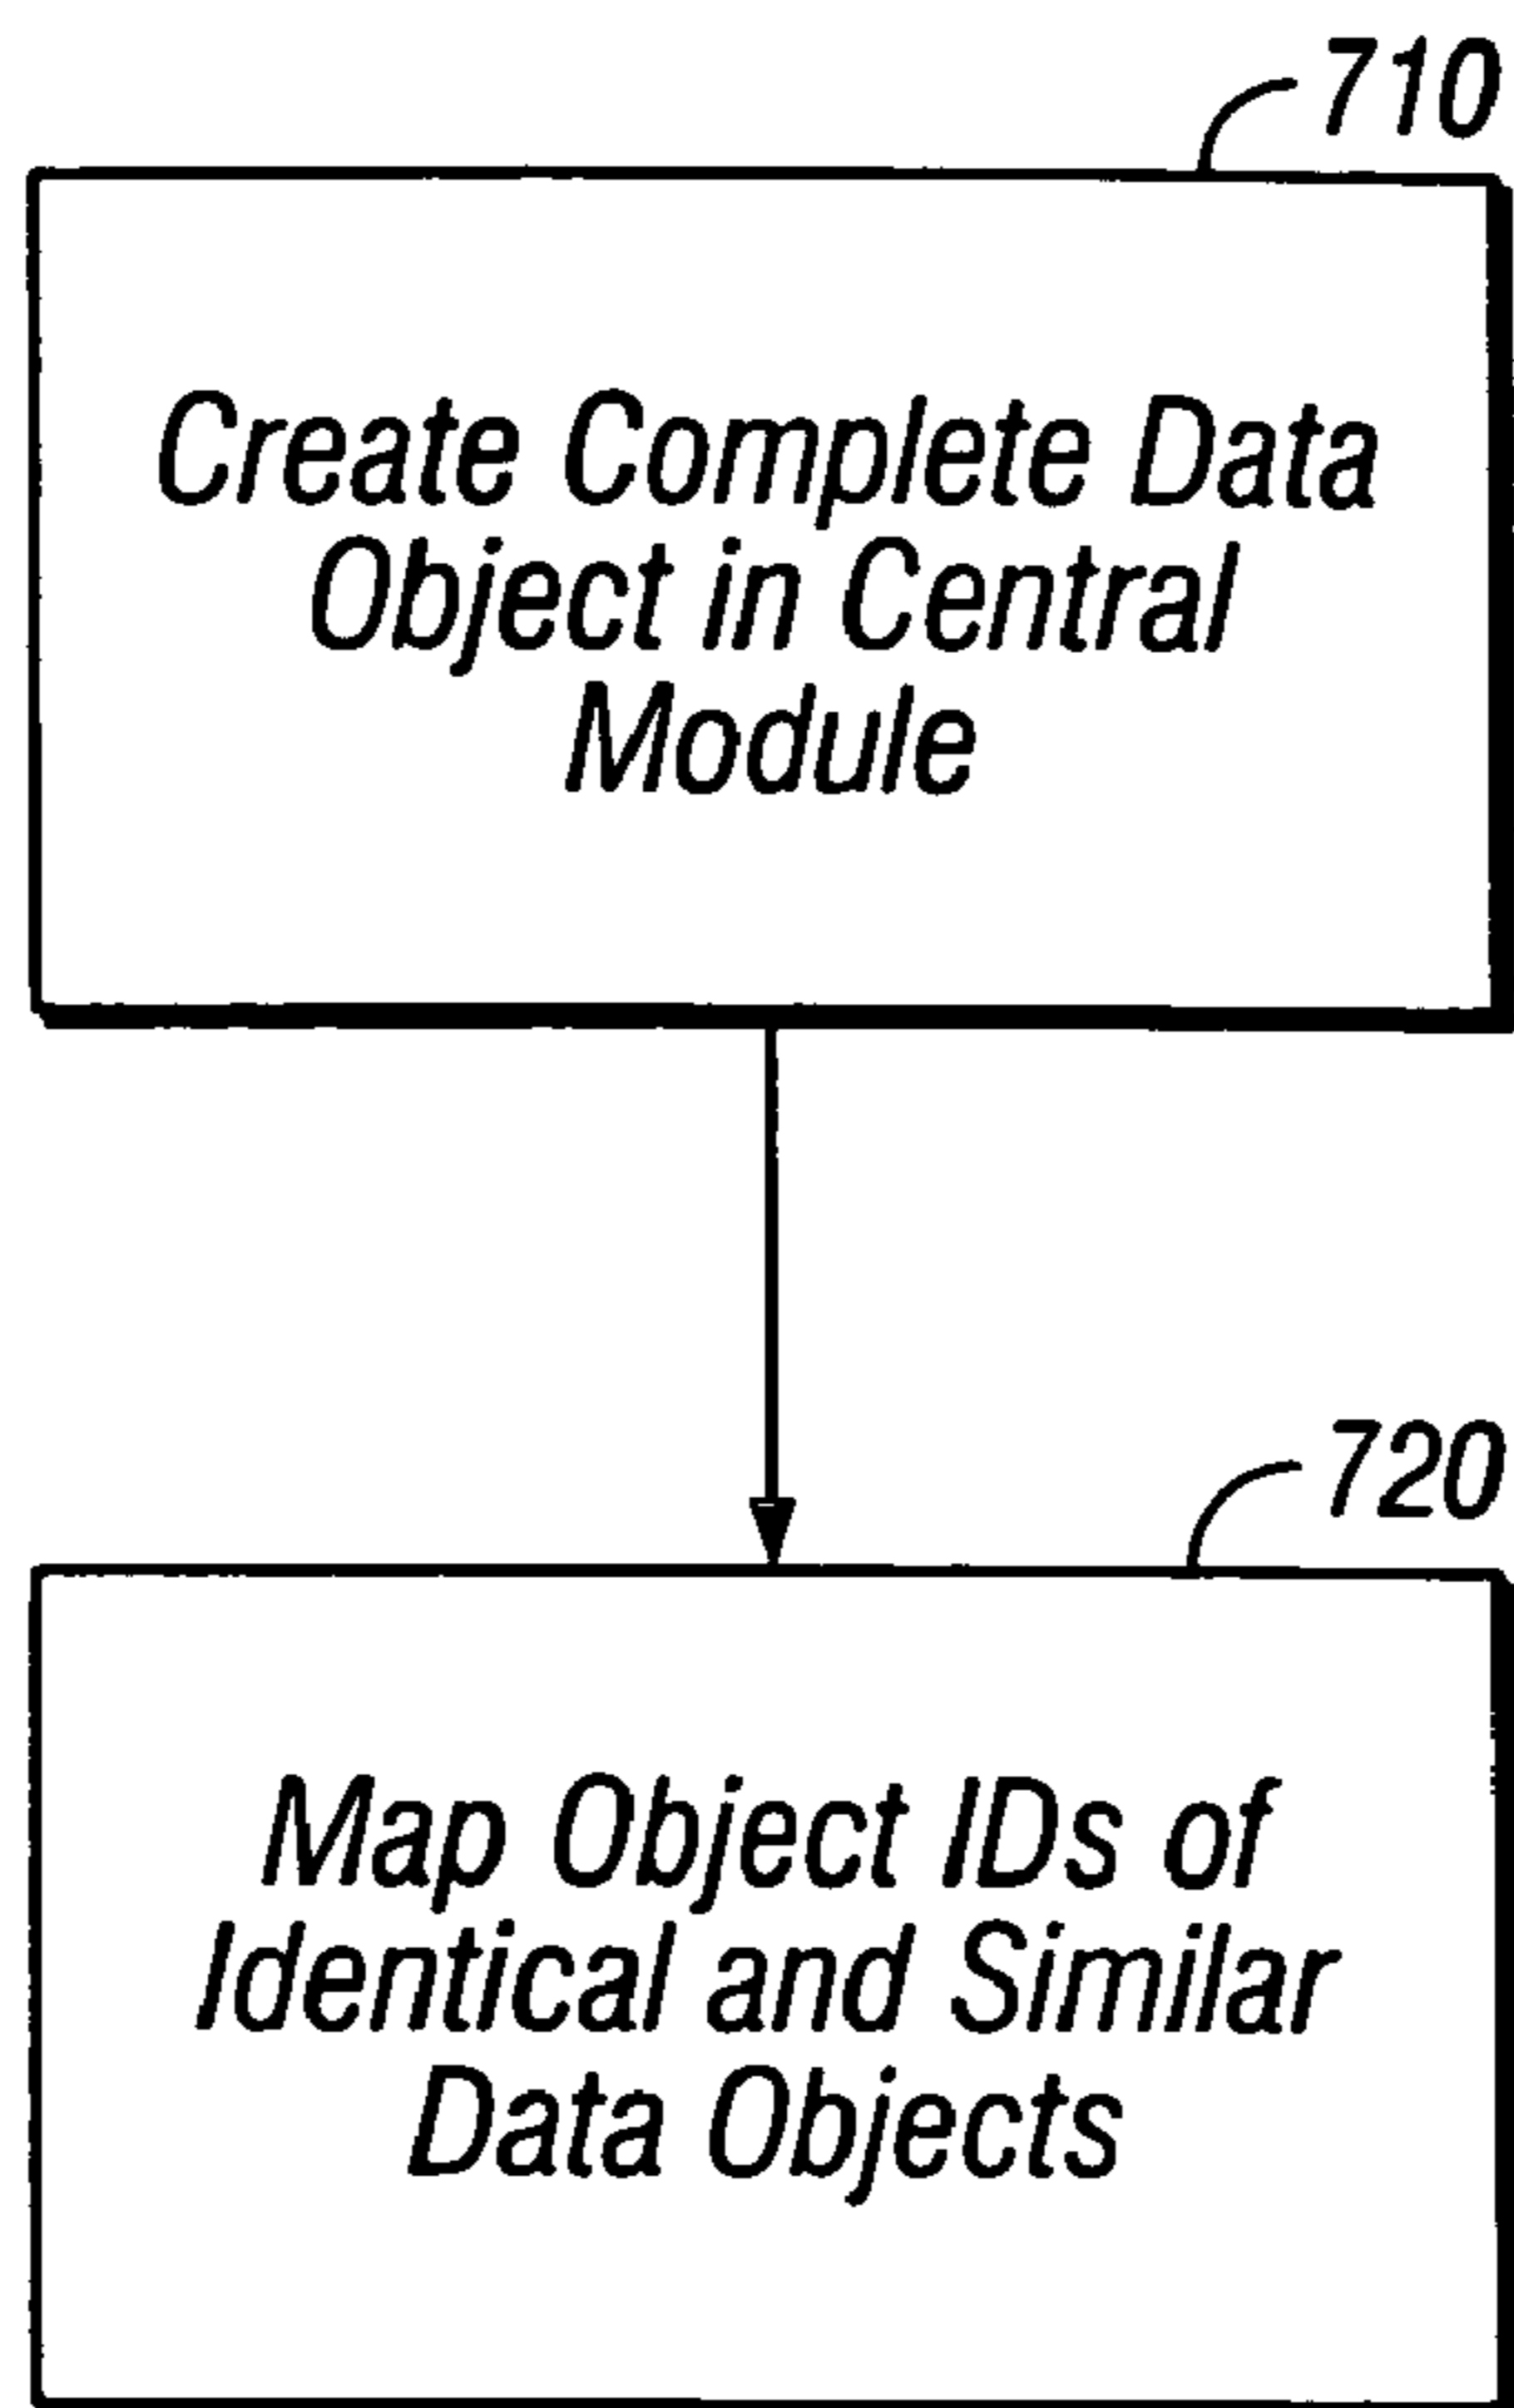 710
Create Complete Data
Object in Central
Module
720
Map Object IDs of
Identical and Similar
Data Objects